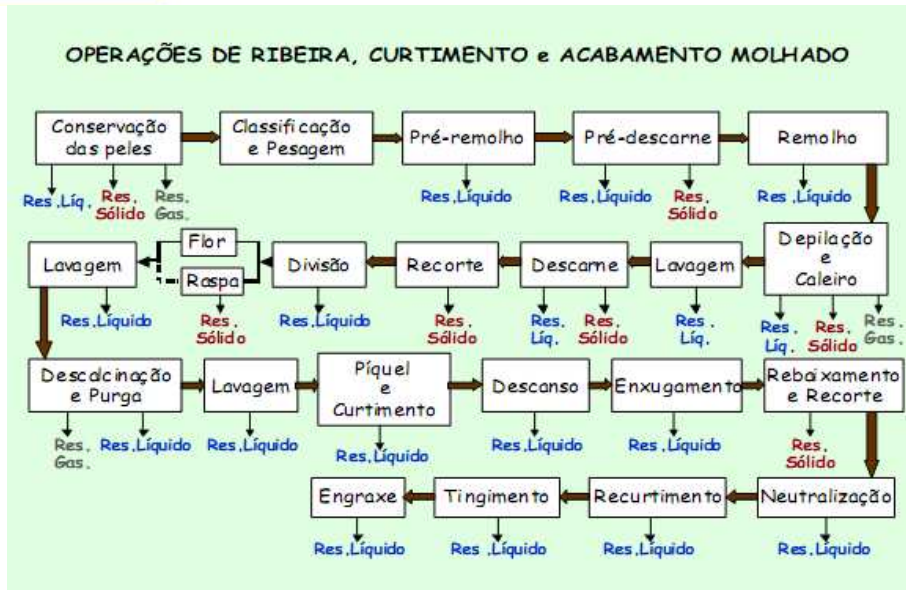 OPERAÇÕES DE RIBEIRA, CURTIMENTO e ACABAMENTO MOLHADO
Conservação
das peles
Classificação
e Pesagem
Pré-remolho
Pré-descarne
Remolho
Res.Líq.
Res.
Sólido
Res.
Gas.
Res.Líquido
Res.Líquido
Res.
Sólido
Res.Líquido
Depilação
e
Caleiro
Lavagem
Descarne
Recorte
Divisão
Flor
Raspa
Lavagem
Res.
Líq.
Res.
Sólido
Res.
Gas.
Res.
Líq.
Res.
Líq.
Res.
Sólido
Res.
Sólido
Res.Líquido
Res.
Sólido
Res.Líquido
Descalcinação
e Purga
Lavagem
Píquel
e
Curtimento
Descanso
Enxugamento
Rebaixamento
e Recorte
Res.
Gas.
Res.Líquido
Res.Líquido
Res.Líquido
Res.Líquido
Res.Líquido
Res.
Sólido
Neutralização
Recurtimento
Tingimento
Engraxe
Res.Líquido
Res.Líquido
Res.Líquido
Res.Líquido